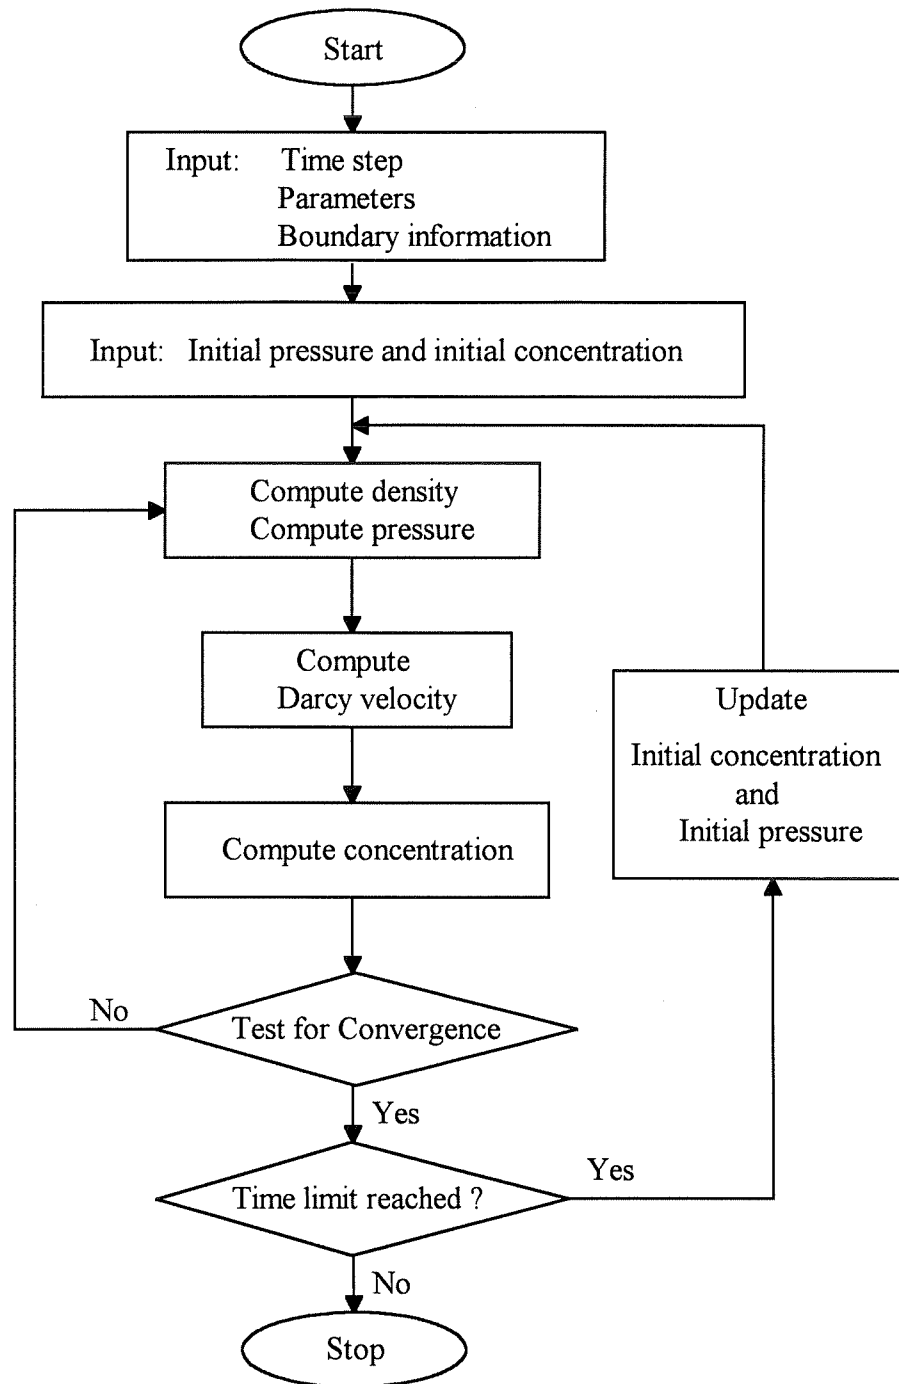 Start
Input: Time step
Parameters
Boundary information
Input: Initial pressure and initial concentration
Compute density
Compute pressure
Compute
Darcy velocity
Update
Initial concentration
and
Initial pressure
Compute concentration
No
Test for Convergence
Yes
Time limit reached ?
Yes
No
Stop